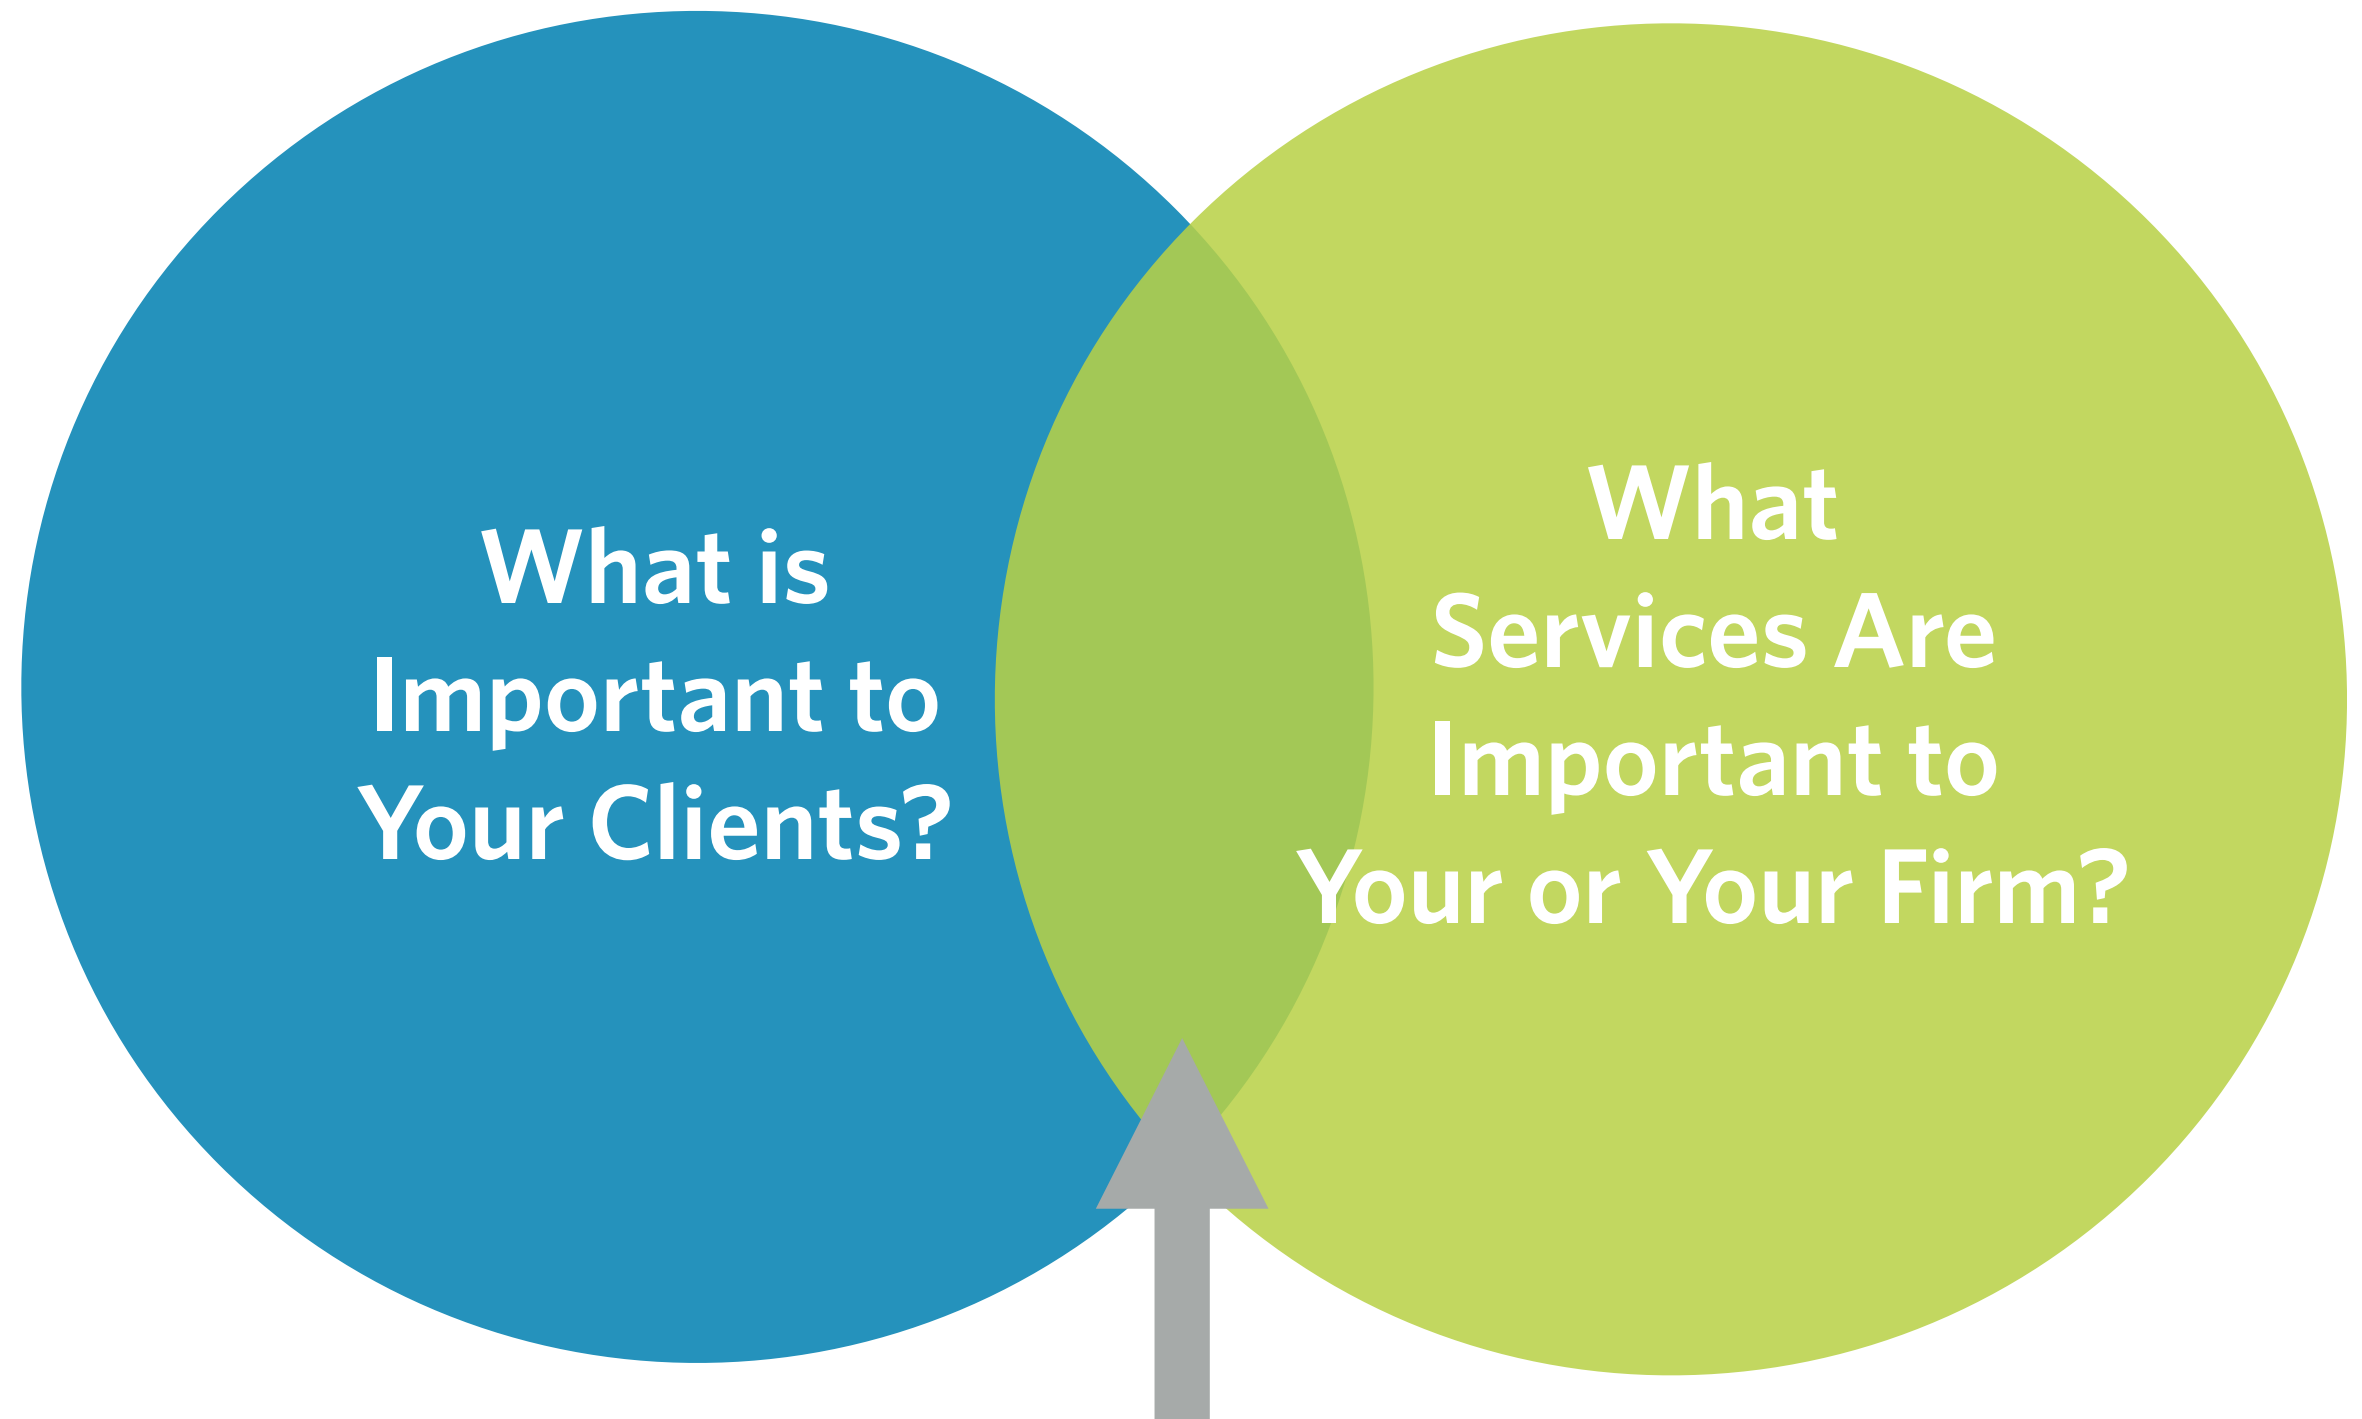 What is
Important to
Your Clients?
What
Services Are
Important to
Your or Your Firm?